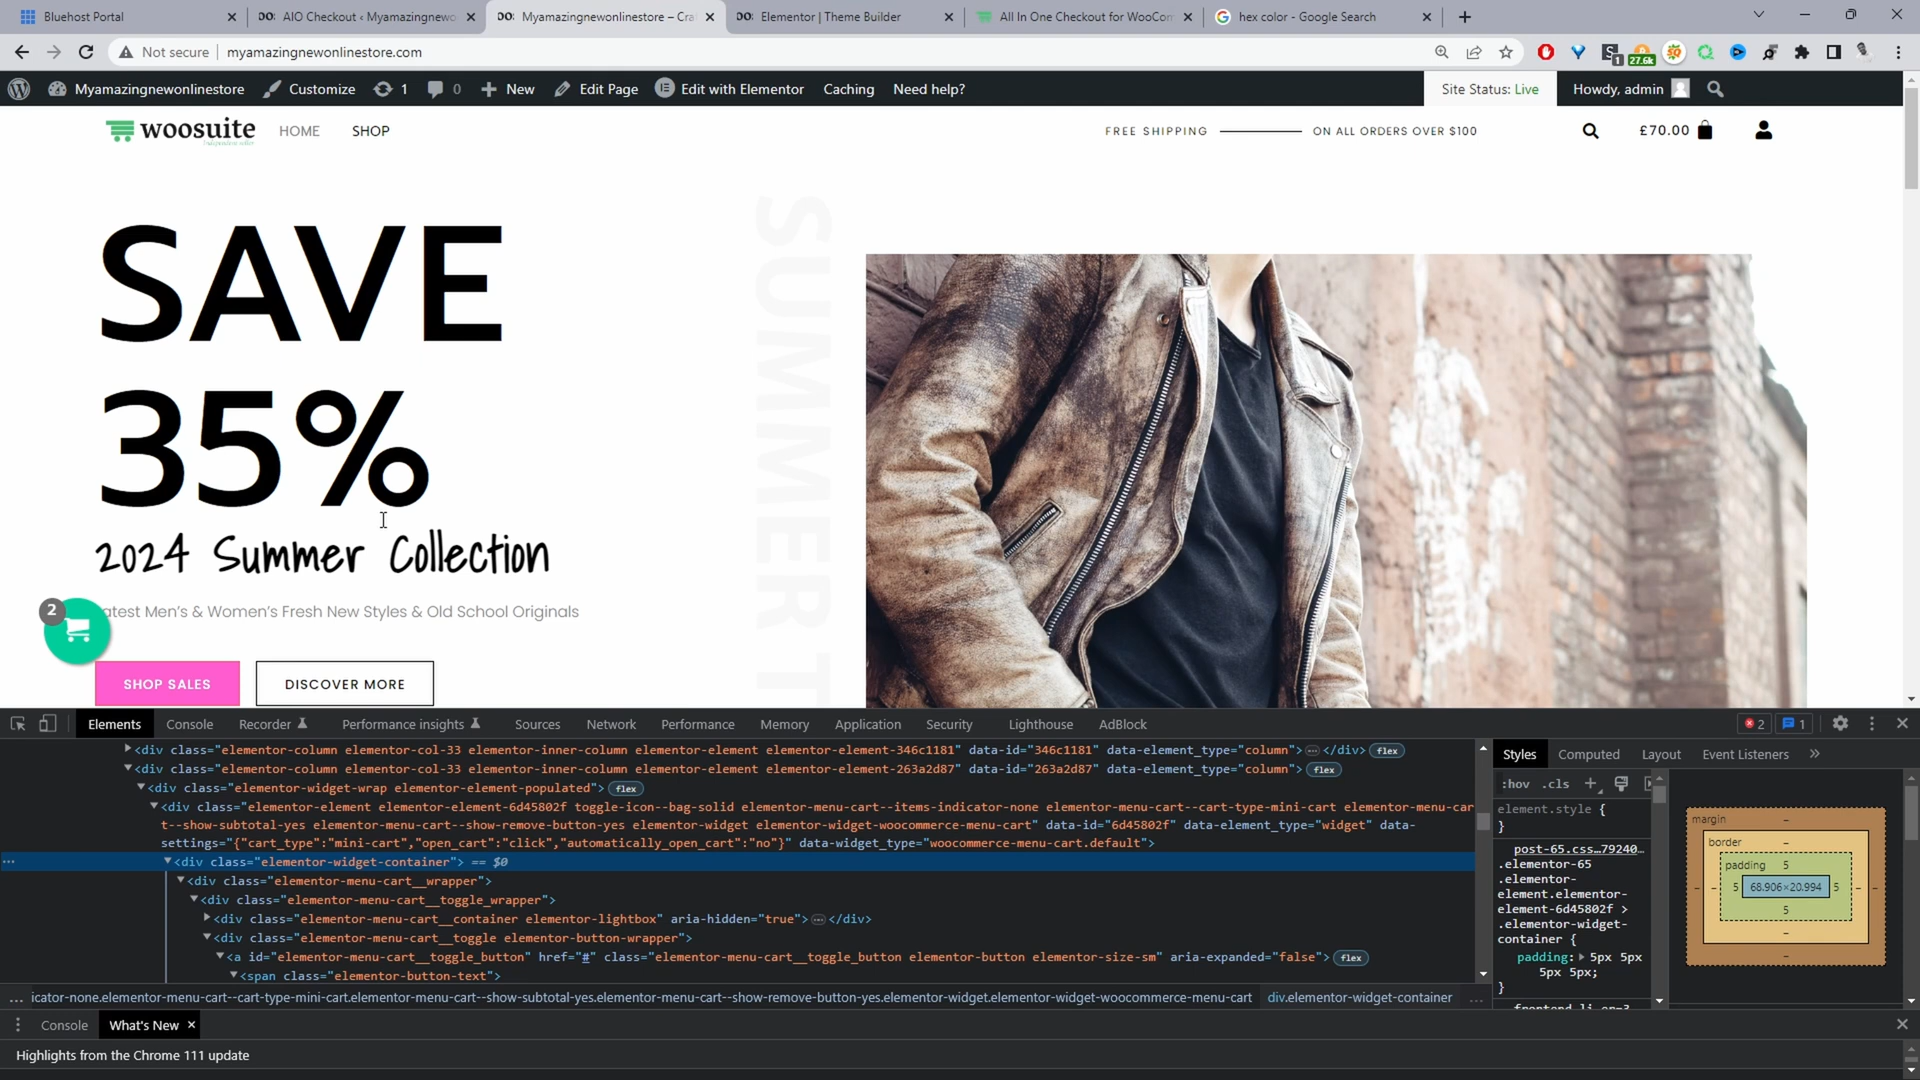 Bluehost Portal
AIO Checkout ‹ Myamazingnewo
Myamazingnewonlinestore – Cra
Elementor | Theme Builder
All In One Checkout for WooCom
hex color - Google Search
Not secure
myamazingnewonlinestore.com
27.6k
Myamazingnewonlinestore
Customize
1
0
New
Edit Page
Edit with Elementor
Caching
Need help?
Site Status: Live
Howdy, admin
woosuite
Independent seller
HOME
SHOP
FREE SHIPPING
ON ALL ORDERS OVER $100
£70.00
SAVE
35%
2024 Summer Collection
SUMMER
2
atest Men's & Women's Fresh New Styles & Old School Originals
SHOP SALES
DISCOVER MORE
Elements
Console
Recorder
Performance insights
Sources
Network
Performance
Memory
Application
Security
Lighthouse
AdBlock
2
1
<div class="elementor-column elementor-col-33 elementor-inner-column elementor-element elementor-element-346c1181" data-id="346c1181" data-element_type="column"> … </div> flex
<div class="elementor-column elementor-col-33 elementor-inner-column elementor-element elementor-element-263a2d87" data-id="263a2d87" data-element_type="column"> flex
<div class="elementor-widget-wrap elementor-element-populated"> flex
<div class="elementor-element elementor-element-6d45802f toggle-icon--bag-solid elementor-menu-cart--items-indicator-none elementor-menu-cart--cart-type-mini-cart elementor-menu-car
t--show-subtotal-yes elementor-menu-cart--show-remove-button-yes elementor-widget elementor-widget-woocommerce-menu-cart" data-id="6d45802f" data-element_type="widget" data-
settings="{"cart_type":"mini-cart","open_cart":"click","automatically_open_cart":"no"}" data-widget_type="woocommerce-menu-cart.default">
<div class="elementor-widget-container"> == $0
<div class="elementor-menu-cart__wrapper">
<div class="elementor-menu-cart__toggle_wrapper">
<div class="elementor-menu-cart__container elementor-lightbox" aria-hidden="true"> … </div>
<div class="elementor-menu-cart__toggle elementor-button-wrapper">
<a id="elementor-menu-cart__toggle_button" href="#" class="elementor-menu-cart__toggle_button elementor-button elementor-size-sm" aria-expanded="false"> flex
<span class="elementor-button-text">
… icator-none.elementor-menu-cart--cart-type-mini-cart.elementor-menu-cart--show-subtotal-yes.elementor-menu-cart--show-remove-button-yes.elementor-widget.elementor-widget-woocommerce-menu-cart div.elementor-widget-container …
Styles
Computed
Layout
Event Listeners
»
:hov .cls
element.style {
}
post-65.css…79240…
.elementor-65
.elementor-
element.elementor-
element-6d45802f >
.elementor-widget-
container {
padding: 5px 5px
5px 5px;
}
margin
–
border
–
padding 5
– – 5 68.906×20.994 5 – –
5
–
–
Console
What's New
Highlights from the Chrome 111 update